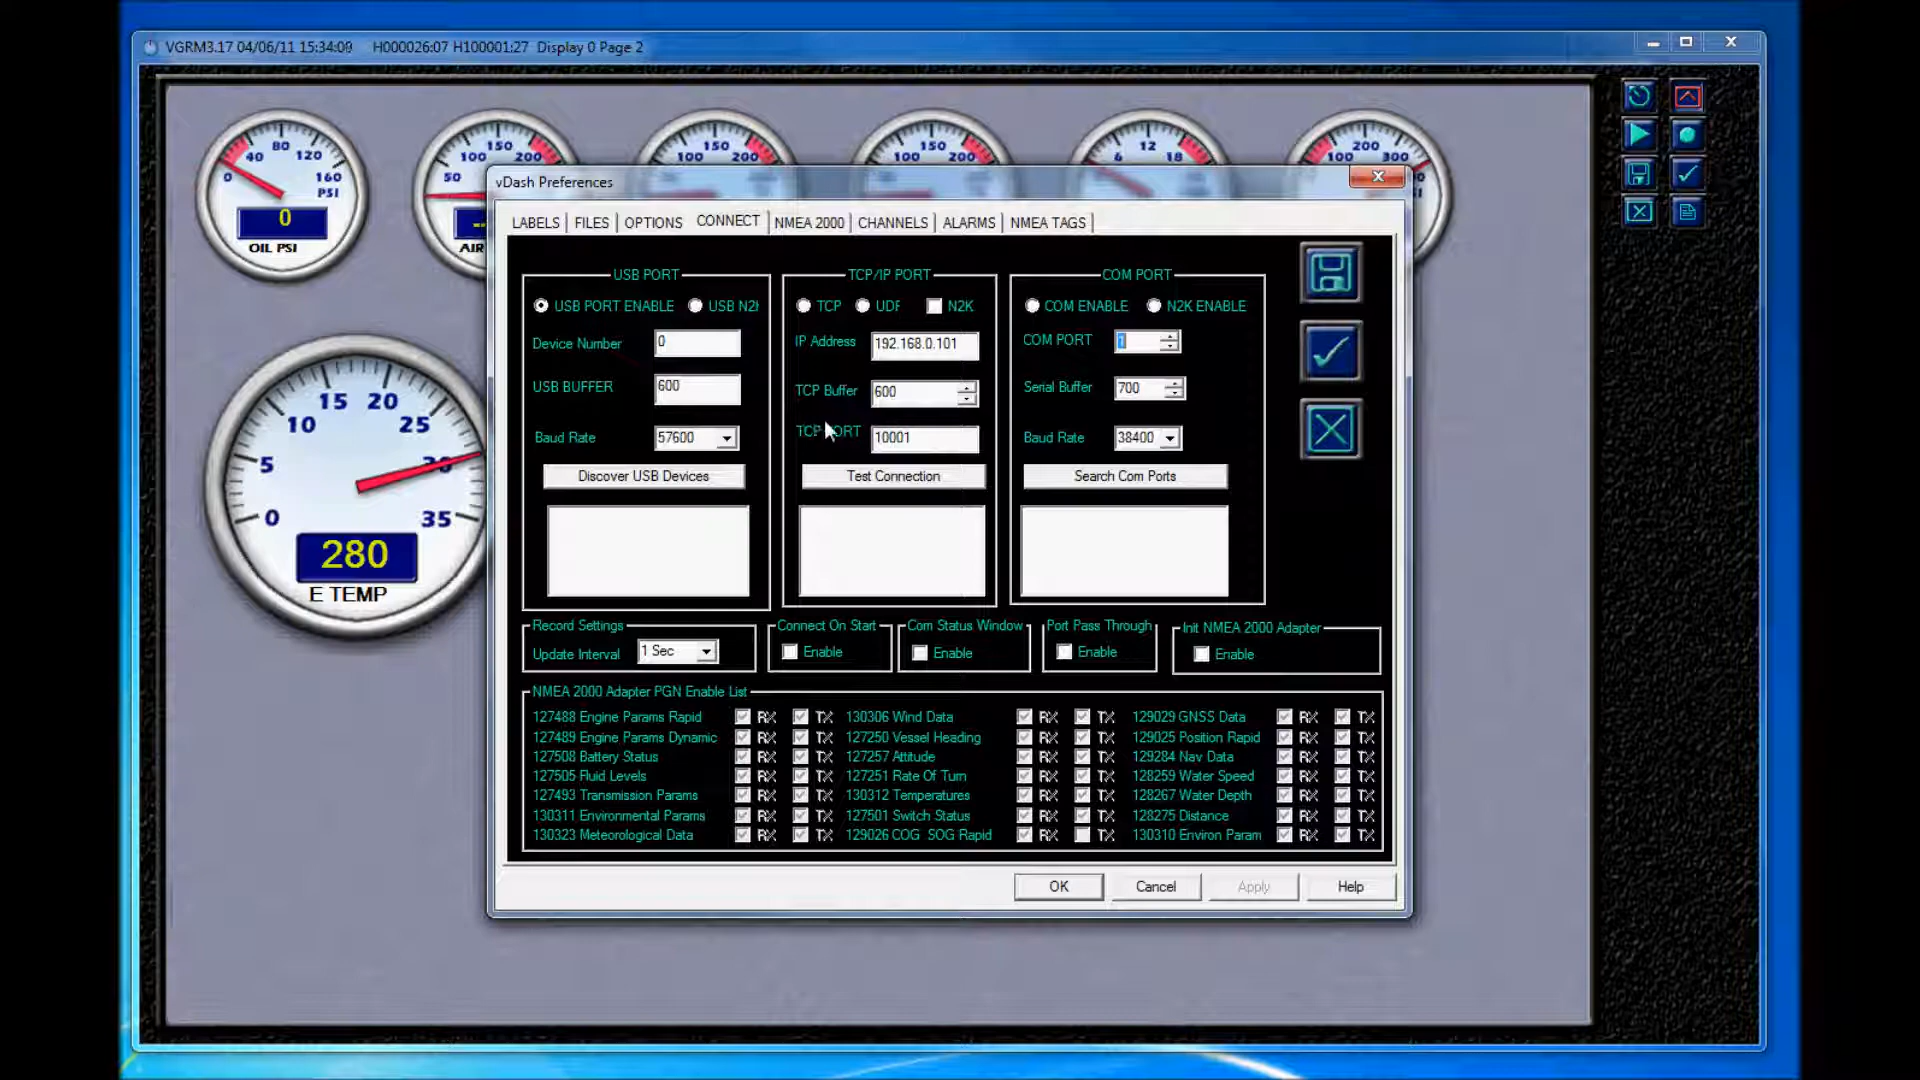 VGRM3.17 04/06/11 15:34:09 H000026:07 H100001:27 Display 0 Page 2
0 40 80 120 160 PSI
0
OIL PSI
50 100 150 200
AIR
100 150 200
100 150 200
6 12 18
100 200 300
0 5 10 15 20 25 30 35
280
E TEMP
vDash Preferences
LABELS FILES OPTIONS CONNECT NMEA 2000 CHANNELS ALARMS NMEA TAGS
USB PORT
USB PORT ENABLE USB N2K
Device Number 0
USB BUFFER 600
Baud Rate 57600
Discover USB Devices
TCP/IP PORT
TCP UDP N2K
IP Address 192.168.0.101
TCP Buffer 600
TCP PORT 10001
Test Connection
COM PORT
COM ENABLE N2K ENABLE
COM PORT 1
Serial Buffer 700
Baud Rate 38400
Search Com Ports
Record Settings
Update Interval 1 Sec
Connect On Start
Enable
Com Status Window
Enable
Port Pass Through
Enable
Init NMEA 2000 Adapter
Enable
NMEA 2000 Adapter PGN Enable List
127488 Engine Params Rapid RX TX 130306 Wind Data RX TX 129029 GNSS Data RX TX
127489 Engine Params Dynamic RX TX 127250 Vessel Heading RX TX 129025 Position Rapid RX TX
127508 Battery Status RX TX 127257 Attitude RX TX 129284 Nav Data RX TX
127505 Fluid Levels RX TX 127251 Rate Of Turn RX TX 128259 Water Speed RX TX
127493 Transmission Params RX TX 130312 Temperatures RX TX 128267 Water Depth RX TX
130311 Environmental Params RX TX 127501 Switch Status RX TX 128275 Distance RX TX
130323 Meteorological Data RX TX 129026 COG SOG Rapid RX TX 130310 Environ Param RX TX
OK Cancel Apply Help